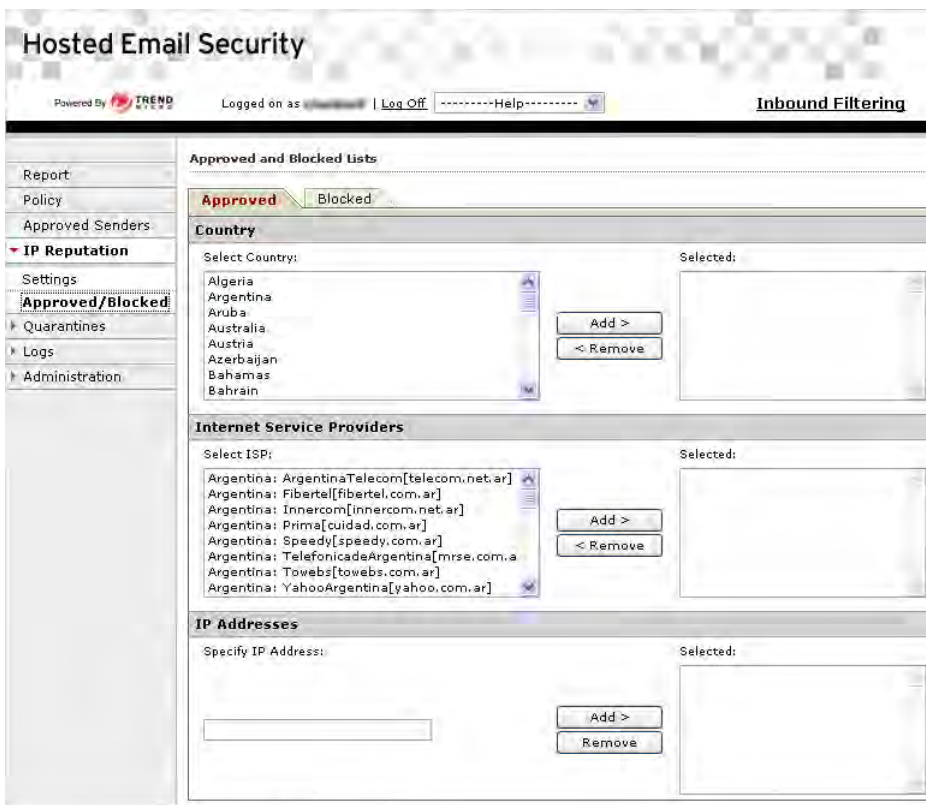 Hosted Email Security
Powered By TREND MICRO
Logged on as | Log Off ---------Help---------
Inbound Filtering
Report
Policy
Approved Senders
IP Reputation
Settings
Approved/Blocked
Quarantines
Logs
Administration
Approved and Blocked Lists
Approved
Blocked
Country
Select Country:
Selected:
Algeria
Argentina
Aruba
Australia
Austria
Azerbaijan
Bahamas
Bahrain
Add >
< Remove
Internet Service Providers
Select ISP:
Selected:
Argentina: ArgentinaTelecom[telecom.net.ar]
Argentina: Fibertel[fibertel.com.ar]
Argentina: Innercom[innercom.net.ar]
Argentina: Prima[cuidad.com.ar]
Argentina: Speedy[speedy.com.ar]
Argentina: TelefonicadeArgentina[mrse.com.a
Argentina: Towebs[towebs.com.ar]
Argentina: YahooArgentina[yahoo.com.ar]
Add >
< Remove
IP Addresses
Specify IP Address:
Selected:
Add >
Remove